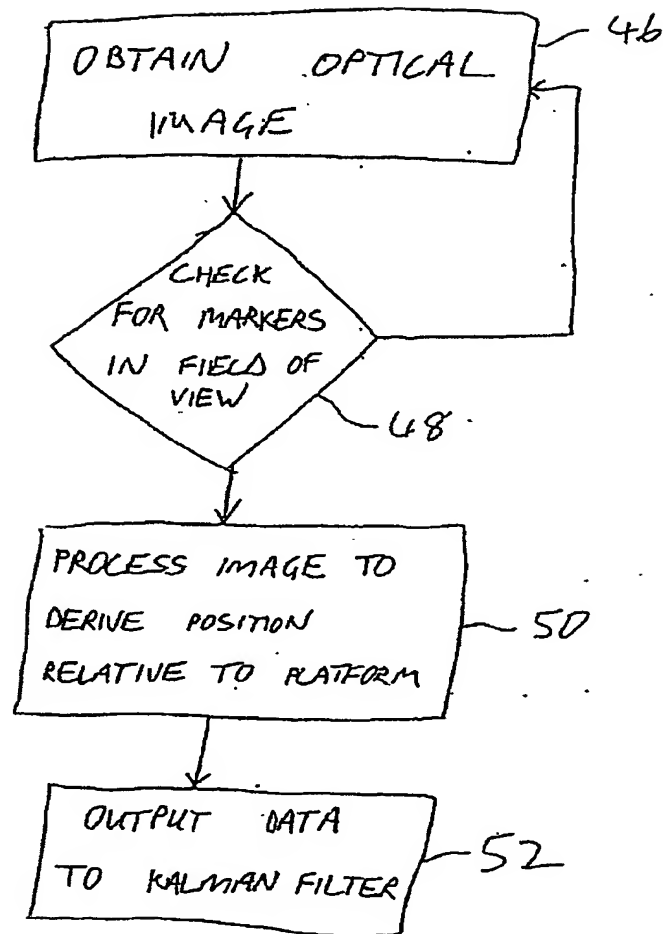 OBTAIN OPTICAL
IMAGE
46
CHECK
FOR MARKERS
IN FIELD OF
VIEW
48
PROCESS IMAGE TO
DERIVE POSITION
RELATIVE TO PLATFORM
50
OUTPUT DATA
TO KALMAN FILTER
52